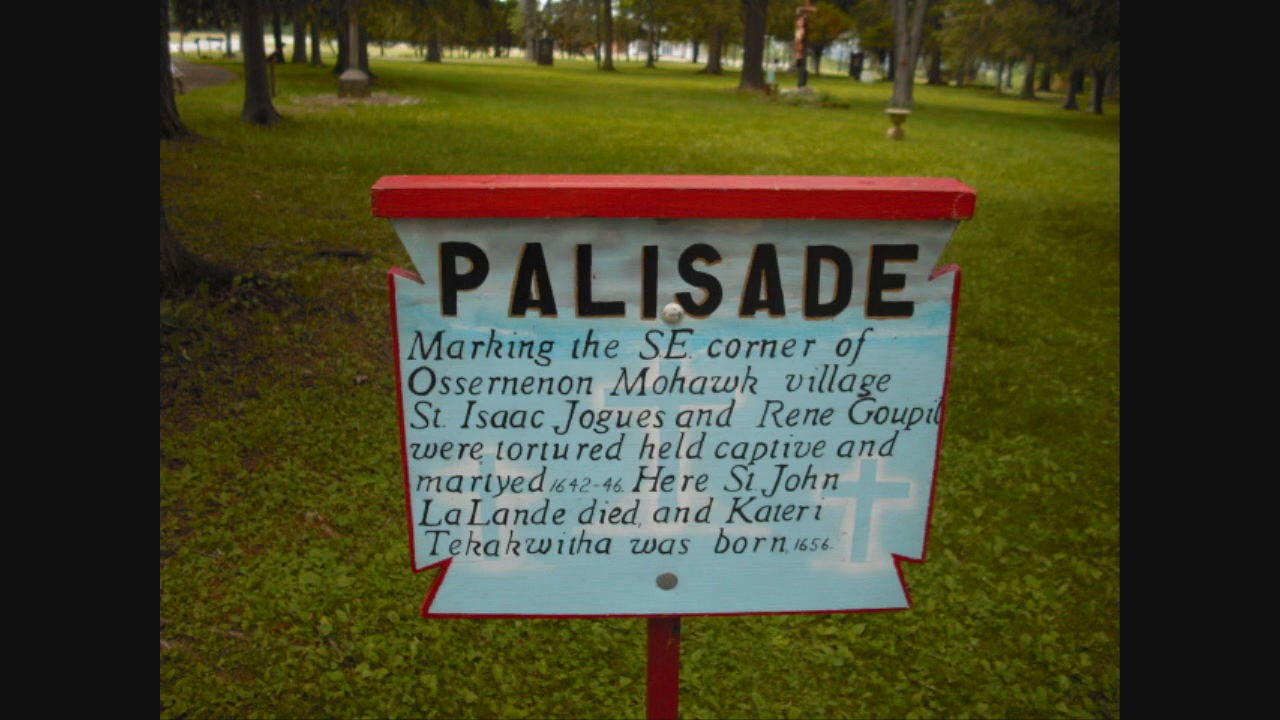 PALISADE
Marking the S.E. corner of
Ossernenon Mohawk village
St. Isaac Jogues and Rene Goupil
were tortured held captive and
martyed 1642-46. Here St. John
LaLande died, and Kateri
Tekakwitha was born, 1656.